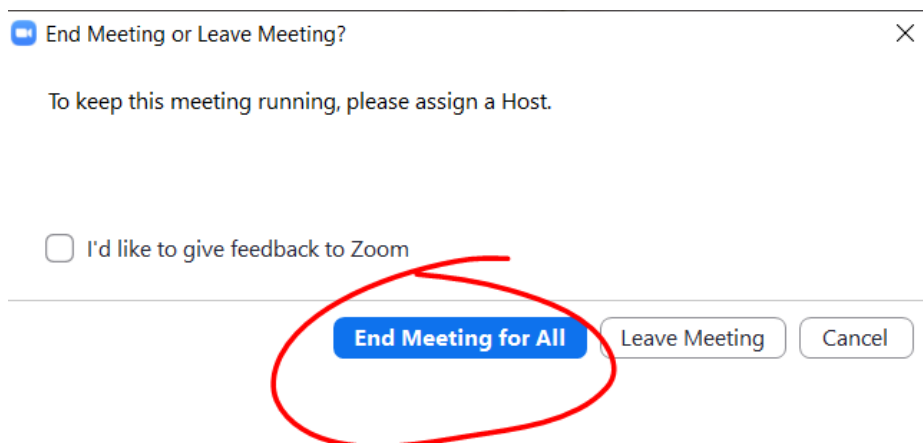 End Meeting or Leave Meeting?
To keep this meeting running, please assign a Host.
I'd like to give feedback to Zoom
End Meeting for All Leave Meeting Cancel